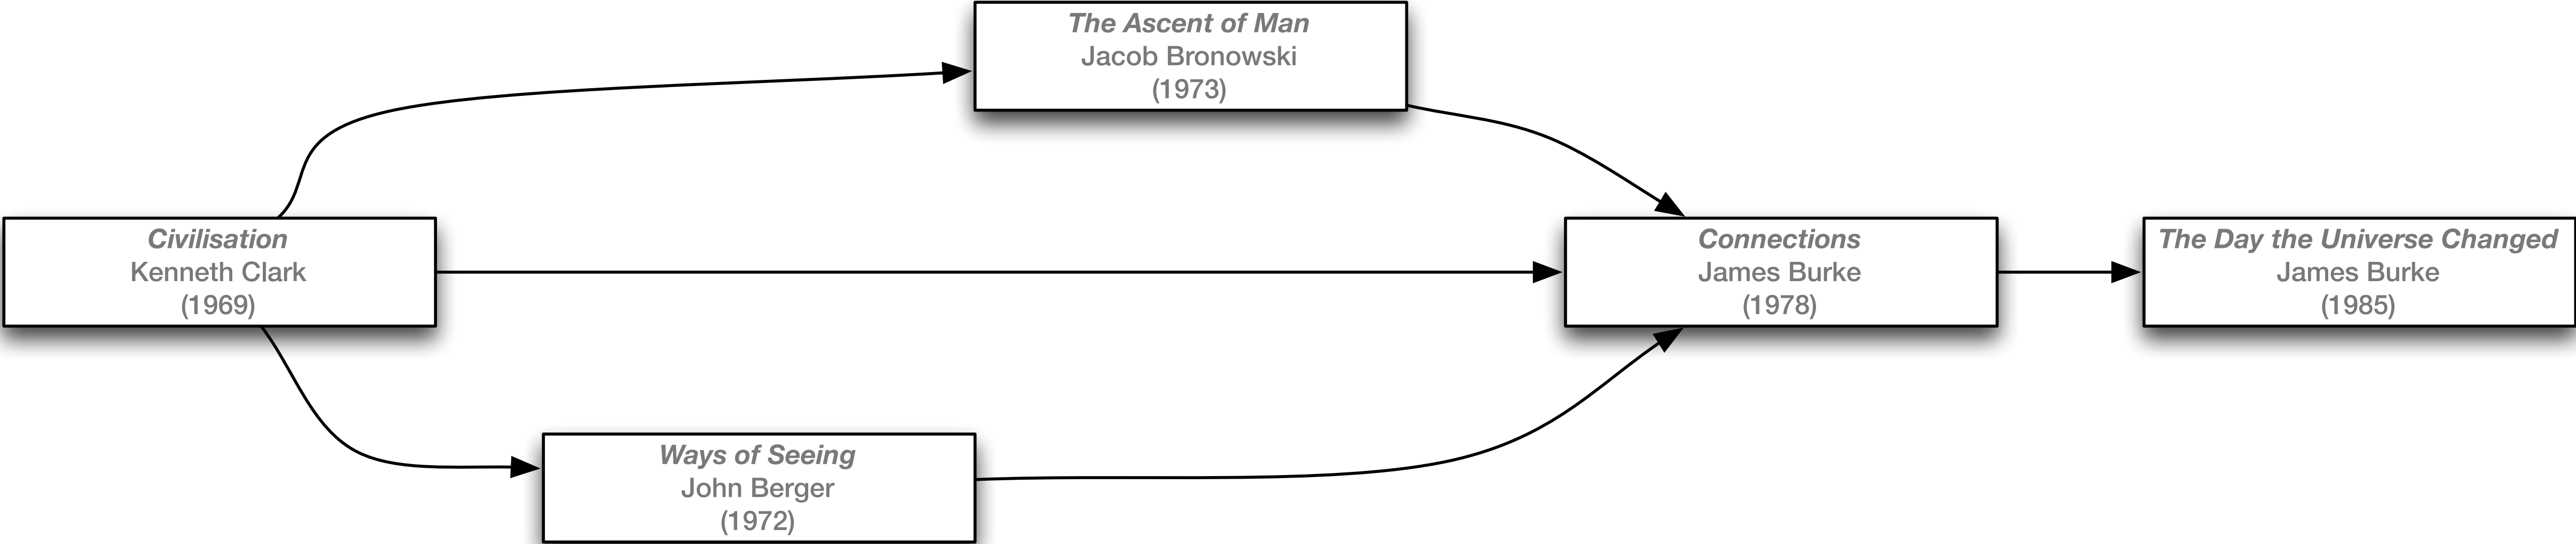 The Ascent of Man
Jacob Bronowski
(1973)
Civilisation
Kenneth Clark
(1969)
Connections
James Burke
(1978)
The Day the Universe Changed
James Burke
(1985)
Ways of Seeing
John Berger
(1972)